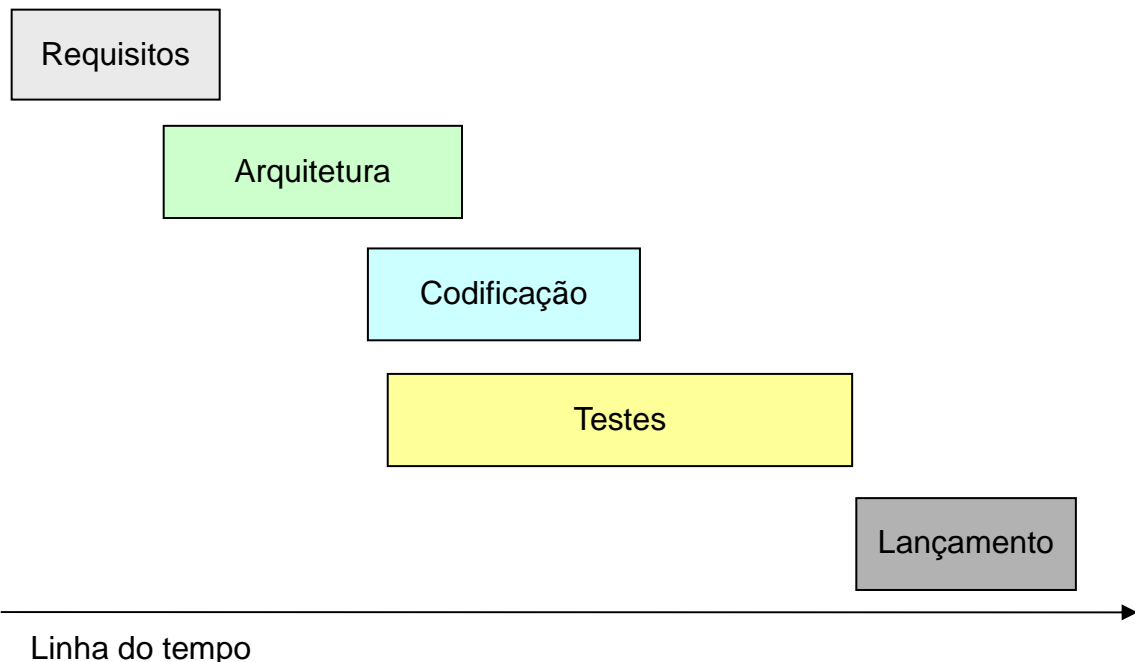 Requisitos
Arquitetura
Codificação
Testes
Lançamento
Linha do tempo